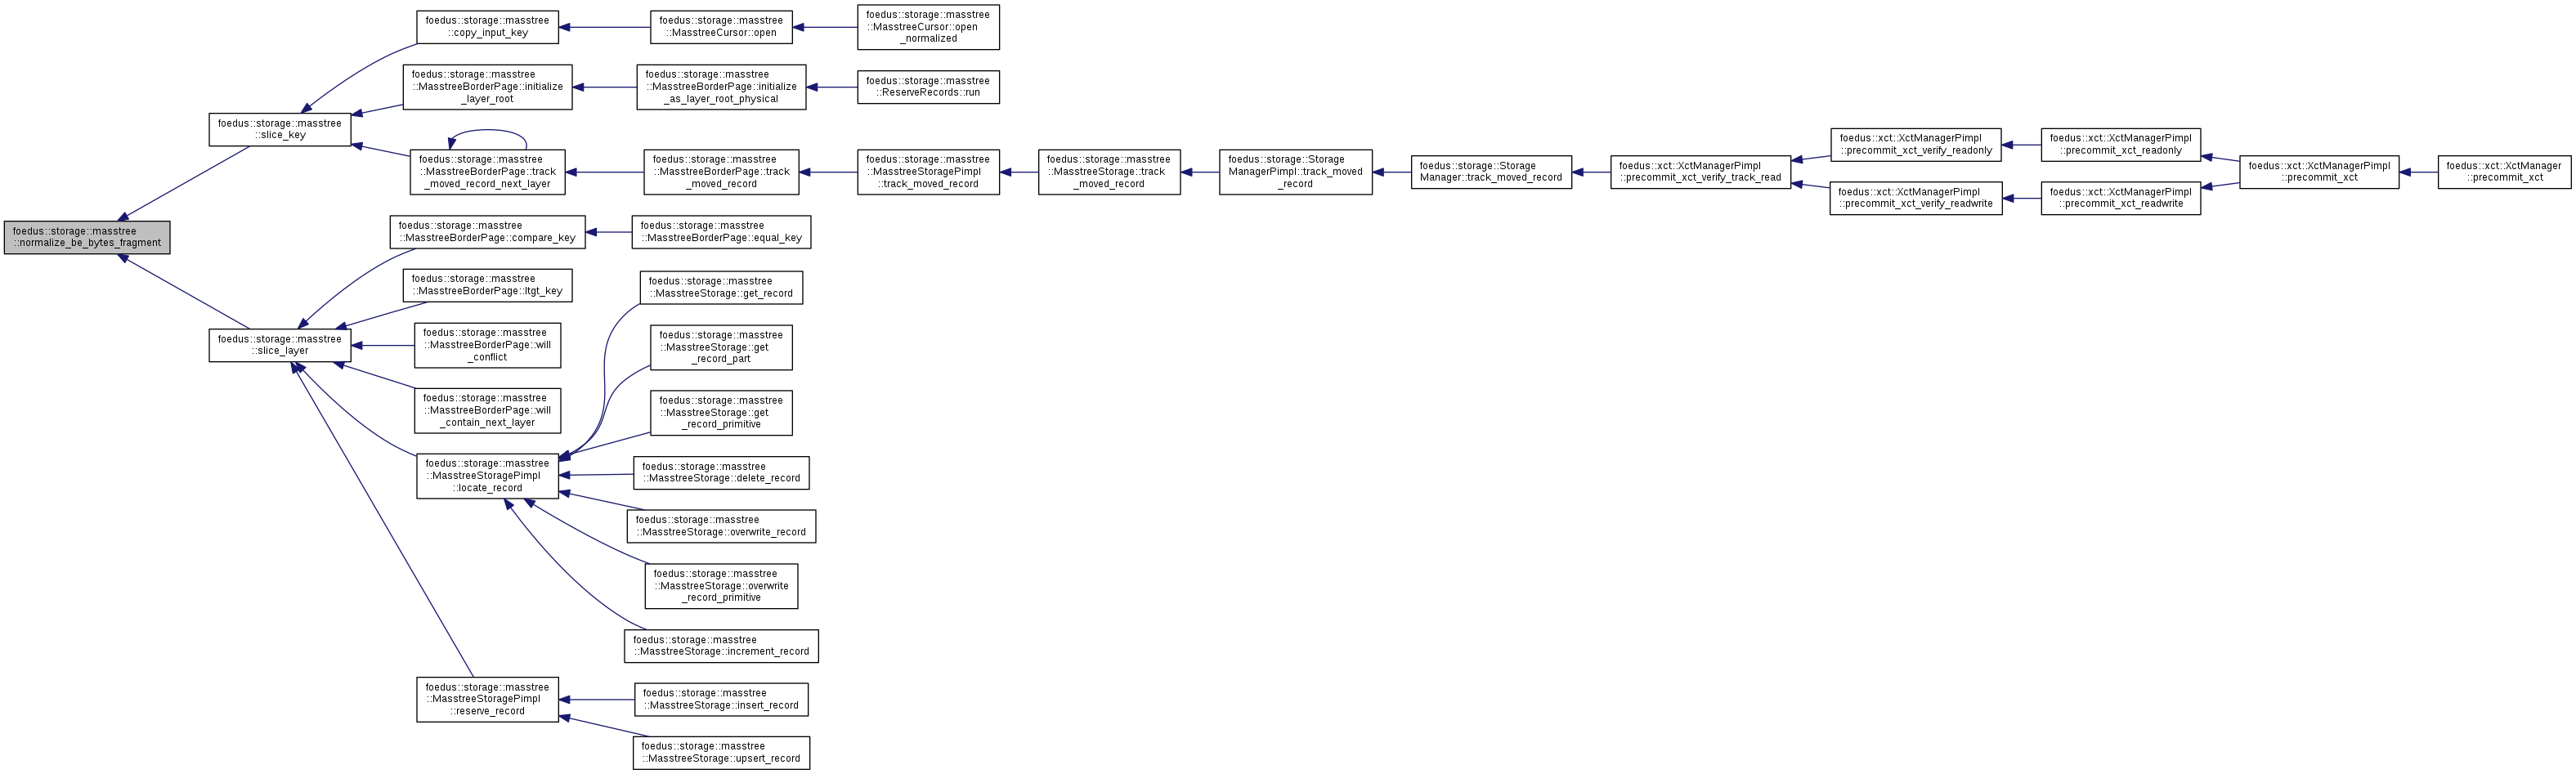 foedus::storage::masstree
::normalize_be_bytes_fragment
foedus::storage::masstree
::slice_key
foedus::storage::masstree
::copy_input_key
foedus::storage::masstree
::MasstreeCursor::open
foedus::storage::masstree
::MasstreeCursor::open
_normalized
foedus::storage::masstree
::MasstreeBorderPage::initialize
_layer_root
foedus::storage::masstree
::MasstreeBorderPage::initialize
_as_layer_root_physical
foedus::storage::masstree
::ReserveRecords::run
foedus::storage::masstree
::MasstreeBorderPage::track
_moved_record_next_layer
foedus::storage::masstree
::MasstreeBorderPage::track
_moved_record
foedus::storage::masstree
::MasstreeStoragePimpl
::track_moved_record
foedus::storage::masstree
::MasstreeStorage::track
_moved_record
foedus::storage::Storage
ManagerPimpl::track_moved
_record
foedus::storage::Storage
Manager::track_moved_record
foedus::xct::XctManagerPimpl
::precommit_xct_verify_track_read
foedus::xct::XctManagerPimpl
::precommit_xct_verify_readonly
foedus::xct::XctManagerPimpl
::precommit_xct_readonly
foedus::xct::XctManagerPimpl
::precommit_xct_verify_readwrite
foedus::xct::XctManagerPimpl
::precommit_xct_readwrite
foedus::xct::XctManagerPimpl
::precommit_xct
foedus::xct::XctManager
::precommit_xct
foedus::storage::masstree
::slice_layer
foedus::storage::masstree
::MasstreeBorderPage::compare_key
foedus::storage::masstree
::MasstreeBorderPage::equal_key
foedus::storage::masstree
::MasstreeBorderPage::ltgt_key
foedus::storage::masstree
::MasstreeBorderPage::will
_conflict
foedus::storage::masstree
::MasstreeBorderPage::will
_contain_next_layer
foedus::storage::masstree
::MasstreeStoragePimpl
::locate_record
foedus::storage::masstree
::MasstreeStorage::get_record
foedus::storage::masstree
::MasstreeStorage::get
_record_part
foedus::storage::masstree
::MasstreeStorage::get
_record_primitive
foedus::storage::masstree
::MasstreeStorage::delete_record
foedus::storage::masstree
::MasstreeStorage::overwrite_record
foedus::storage::masstree
::MasstreeStorage::overwrite
_record_primitive
foedus::storage::masstree
::MasstreeStorage::increment_record
foedus::storage::masstree
::MasstreeStoragePimpl
::reserve_record
foedus::storage::masstree
::MasstreeStorage::insert_record
foedus::storage::masstree
::MasstreeStorage::upsert_record